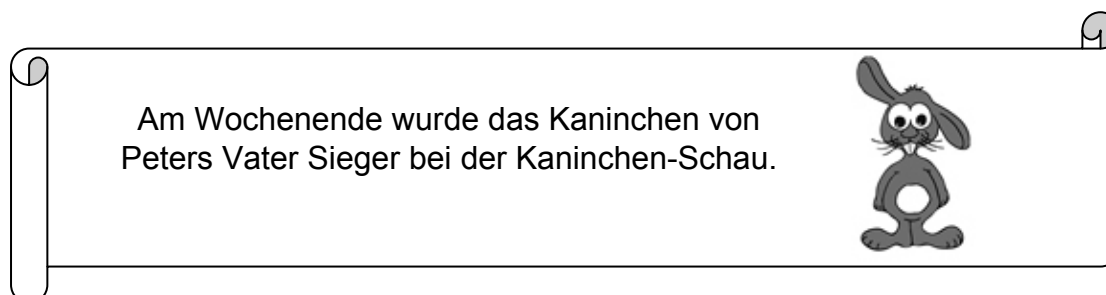 Am Wochenende wurde das Kaninchen von
Peters Vater Sieger bei der Kaninchen-Schau.